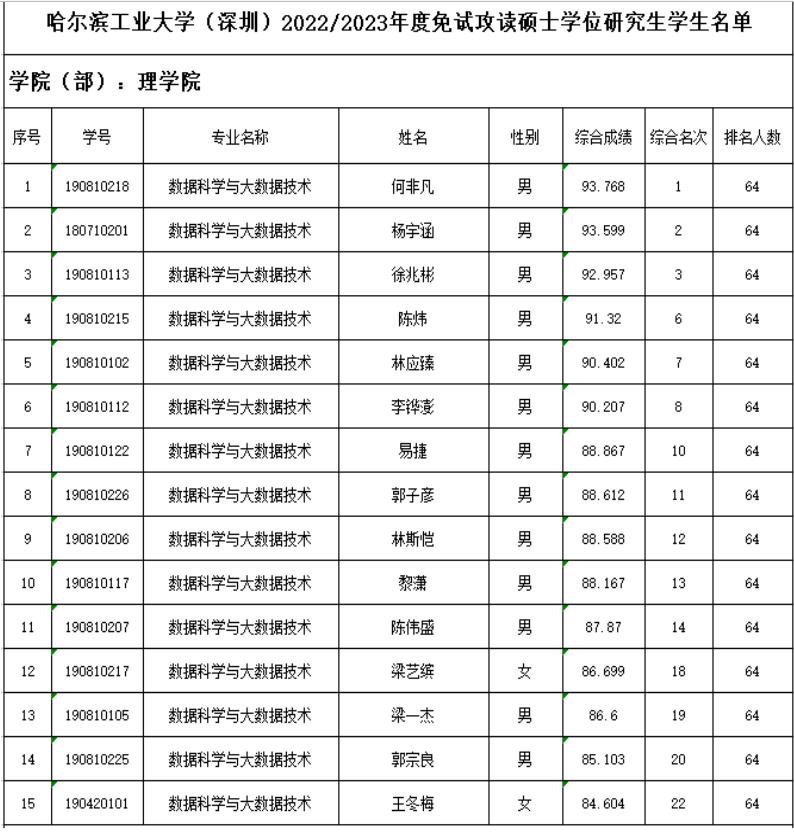 哈尔滨工业大学（深圳）2022/2023年度免试攻读硕士学位研究生学生名单
学院（部）：理学院
序号 学号 专业名称 姓名 性别 综合成绩 综合名次 排名人数
1 190810218 数据科学与大数据技术 何非凡 男 93.768 1 64
2 180710201 数据科学与大数据技术 杨宇涵 男 93.599 2 64
3 190810113 数据科学与大数据技术 徐兆彬 男 92.957 3 64
4 190810215 数据科学与大数据技术 陈炜 男 91.32 6 64
5 190810102 数据科学与大数据技术 林应臻 男 90.402 7 64
6 190810112 数据科学与大数据技术 李铧澎 男 90.207 8 64
7 190810122 数据科学与大数据技术 易捷 男 88.867 10 64
8 190810226 数据科学与大数据技术 郭子彦 男 88.612 11 64
9 190810206 数据科学与大数据技术 林斯恺 男 88.588 12 64
10 190810117 数据科学与大数据技术 黎潇 男 88.167 13 64
11 190810207 数据科学与大数据技术 陈伟盛 男 87.87 14 64
12 190810217 数据科学与大数据技术 梁艺缤 女 86.699 18 64
13 190810105 数据科学与大数据技术 梁一杰 男 86.6 19 64
14 190810225 数据科学与大数据技术 郭宗良 男 85.103 20 64
15 190420101 数据科学与大数据技术 王冬梅 女 84.604 22 64